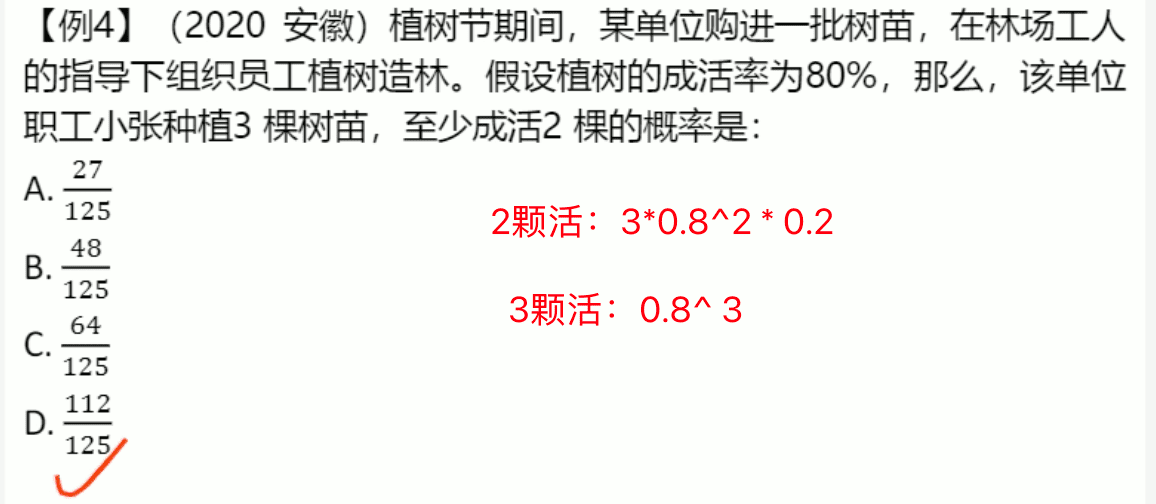 【例4】（2020 安徽）植树节期间，某单位购进一批树苗，在林场工人
的指导下组织员工植树造林。假设植树的成活率为80%，那么，该单位
职工小张种植3 棵树苗，至少成活2 棵的概率是：
A. 27/125
B. 48/125
C. 64/125
D. 112/125
2颗活：3*0.8^2 * 0.2
3颗活：0.8^ 3